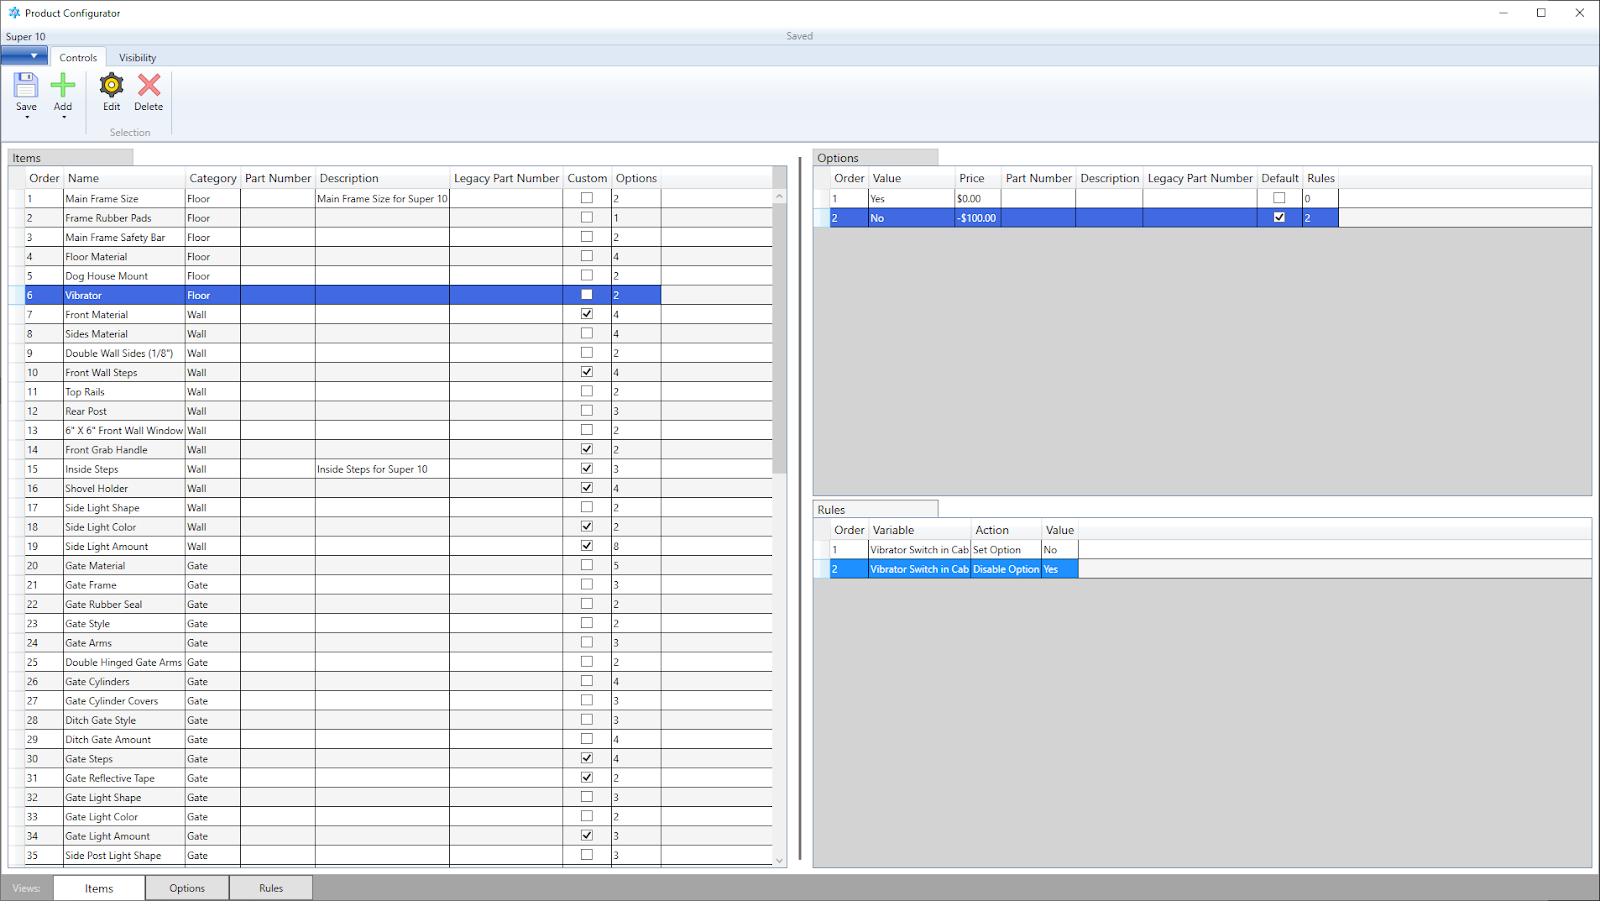 Product Configurator
Super 10 Saved
Controls Visibility
Save Add Edit Delete
Selection
Items
Order Name Category Part Number Description Legacy Part Number Custom Options
1 Main Frame Size Floor Main Frame Size for Super 10 2
2 Frame Rubber Pads Floor 1
3 Main Frame Safety Bar Floor 2
4 Floor Material Floor 4
5 Dog House Mount Floor 2
6 Vibrator Floor 2
7 Front Material Wall 4
8 Sides Material Wall 4
9 Double Wall Sides (1/8") Wall 2
10 Front Wall Steps Wall 4
11 Top Rails Wall 2
12 Rear Post Wall 3
13 6" X 6" Front Wall Window Wall 2
14 Front Grab Handle Wall 2
15 Inside Steps Wall Inside Steps for Super 10 3
16 Shovel Holder Wall 4
17 Side Light Shape Wall 2
18 Side Light Color Wall 2
19 Side Light Amount Wall 8
20 Gate Material Gate 5
21 Gate Frame Gate 3
22 Gate Rubber Seal Gate 2
23 Gate Style Gate 2
24 Gate Arms Gate 3
25 Double Hinged Gate Arms Gate 2
26 Gate Cylinders Gate 4
27 Gate Cylinder Covers Gate 3
28 Ditch Gate Style Gate 3
29 Ditch Gate Amount Gate 4
30 Gate Steps Gate 4
31 Gate Reflective Tape Gate 2
32 Gate Light Shape Gate 3
33 Gate Light Color Gate 2
34 Gate Light Amount Gate 3
35 Side Post Light Shape Gate 3
Options
Order Value Price Part Number Description Legacy Part Number Default Rules
1 Yes $0.00 0
2 No -$100.00 2
Rules
Order Variable Action Value
1 Vibrator Switch in Cab Set Option No
2 Vibrator Switch in Cab Disable Option Yes
Views: Items Options Rules